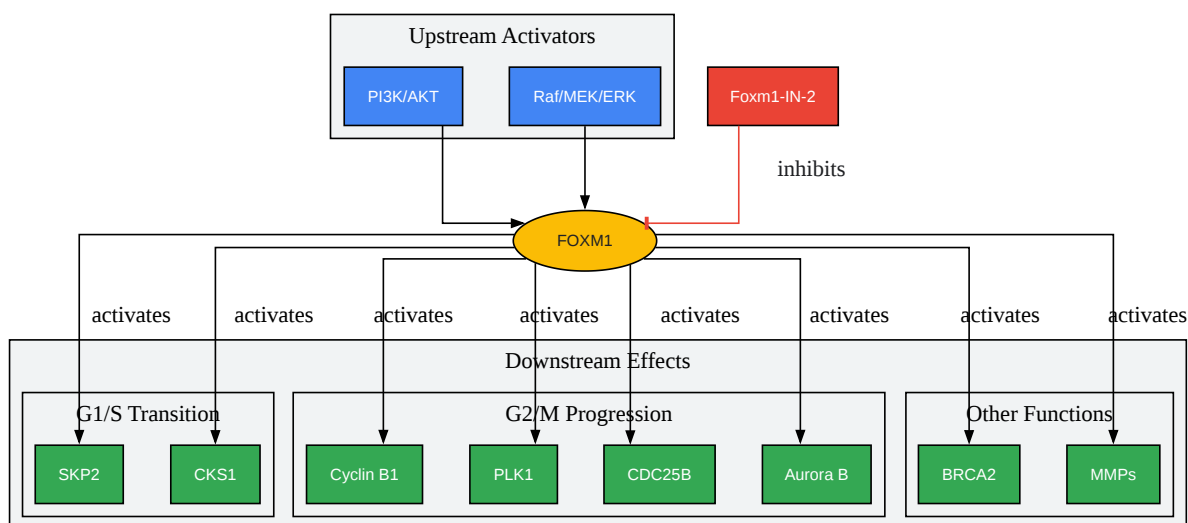 Upstream Activators
PI3K/AKT
Raf/MEK/ERK
Foxm1-IN-2
inhibits
FOXM1
activates
activates
activates
activates
activates
activates
activates
activates
Downstream Effects
G1/S Transition
G2/M Progression
Other Functions
SKP2
CKS1
Cyclin B1
PLK1
CDC25B
Aurora B
BRCA2
MMPs